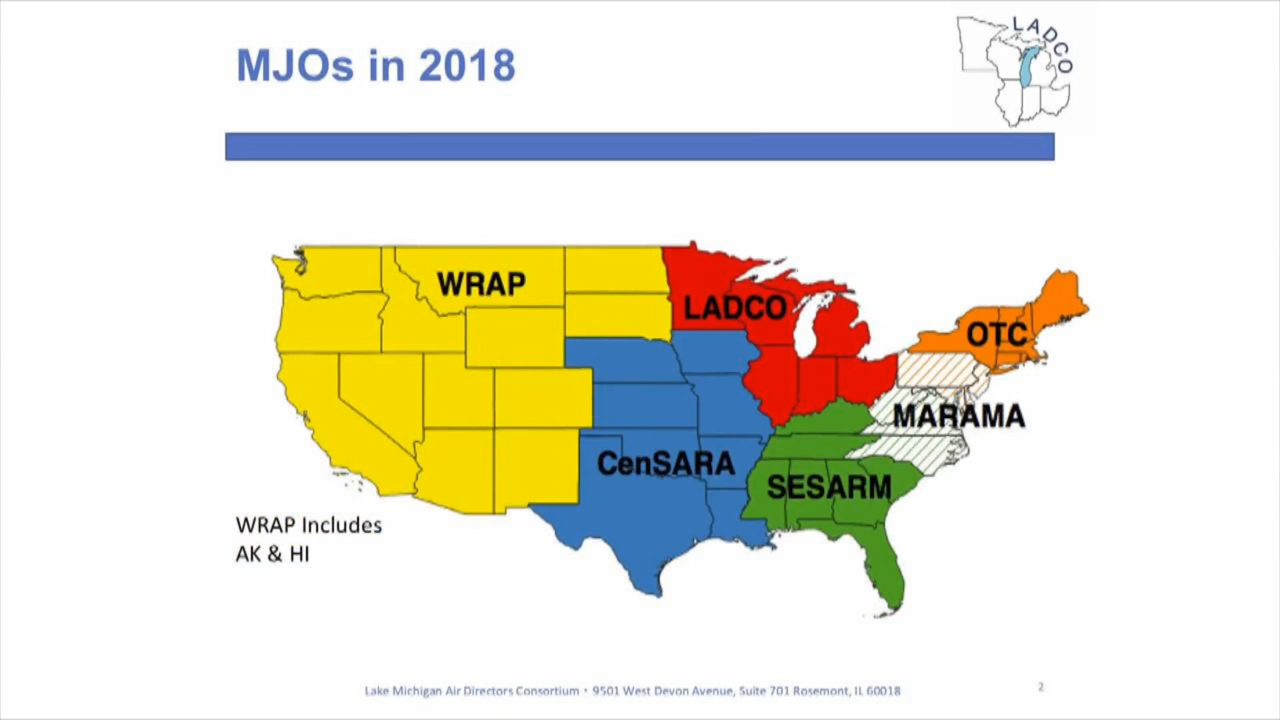 MJOs in 2018
LADCO
WRAP
LADCO
OTC
MARAMA
CenSARA
SESARM
WRAP Includes
AK & HI
Lake Michigan Air Directors Consortium • 9501 West Devon Avenue, Suite 701 Rosemont, IL 60018
2